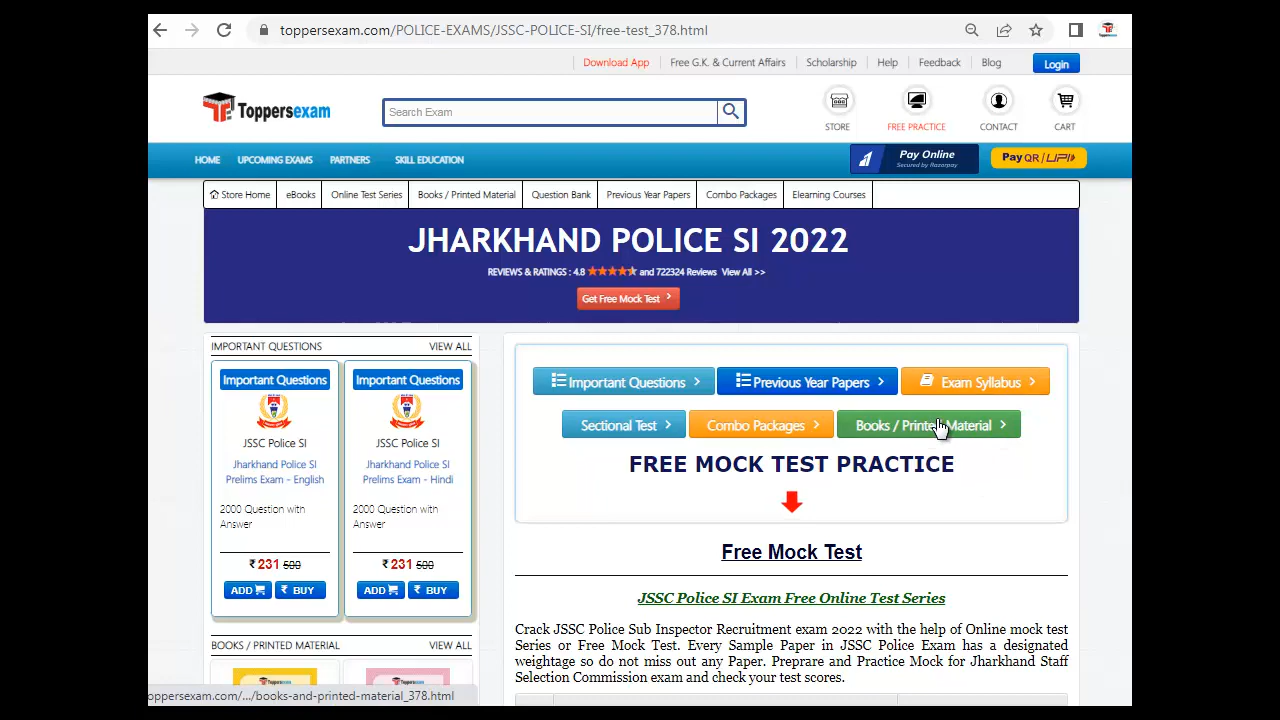 toppersexam.com/POLICE-EXAMS/JSSC-POLICE-SI/free-test_378.html
Download App Free G.K. & Current Affairs Scholarship Help Feedback Blog Login
Toppersexam
Search Exam
STORE FREE PRACTICE CONTACT CART
HOME UPCOMING EXAMS PARTNERS SKILL EDUCATION
Pay Online
Secured by Razorpay
Pay QR / UPI
Store Home eBooks Online Test Series Books / Printed Material Question Bank Previous Year Papers Combo Packages Elearning Courses
JHARKHAND POLICE SI 2022
REVIEWS & RATINGS : 4.8 and 722324 Reviews View All >>
Get Free Mock Test
IMPORTANT QUESTIONS VIEW ALL
Important Questions
JSSC Police SI
Jharkhand Police SI
Prelims Exam - English
2000 Question with
Answer
₹ 231 500
ADD ₹ BUY
Important Questions
JSSC Police SI
Jharkhand Police SI
Prelims Exam - Hindi
2000 Question with
Answer
₹ 231 500
ADD ₹ BUY
BOOKS / PRINTED MATERIAL VIEW ALL
Important Questions Previous Year Papers Exam Syllabus
Sectional Test Combo Packages Books / Printed Material
FREE MOCK TEST PRACTICE
Free Mock Test
JSSC Police SI Exam Free Online Test Series
Crack JSSC Police Sub Inspector Recruitment exam 2022 with the help of Online mock test
Series or Free Mock Test. Every Sample Paper in JSSC Police Exam has a designated
weightage so do not miss out any Paper. Preprare and Practice Mock for Jharkhand Staff
Selection Commission exam and check your test scores.
toppersexam.com/.../books-and-printed-material_378.html